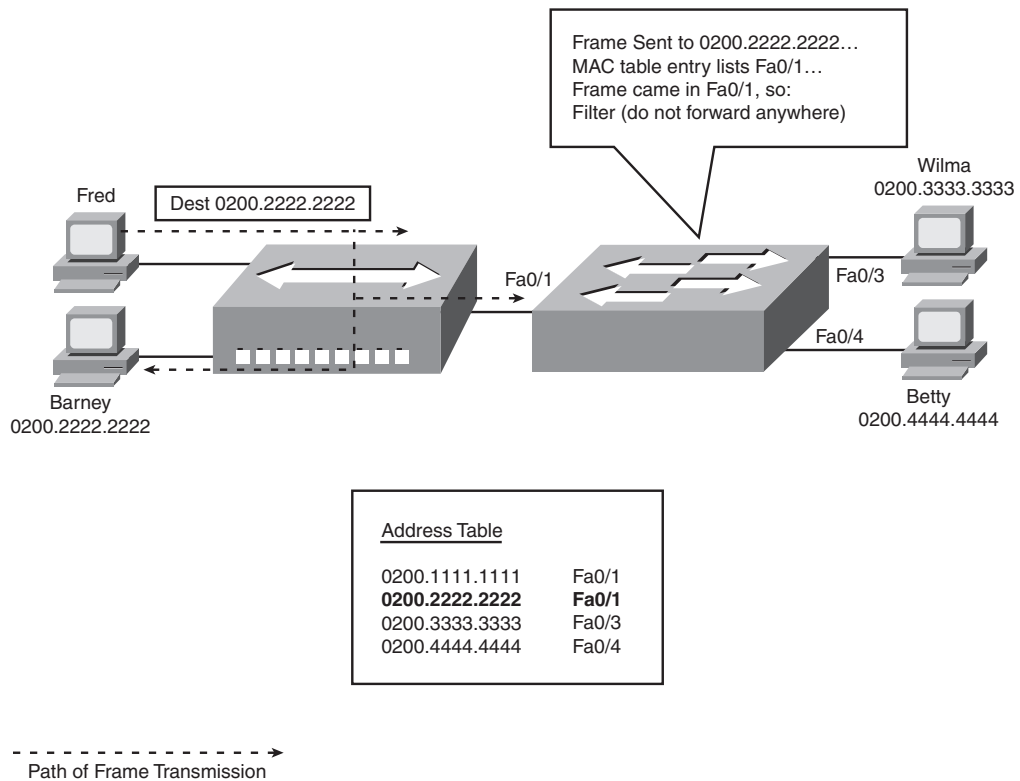 Frame Sent to 0200.2222.2222…
MAC table entry lists Fa0/1…
Frame came in Fa0/1, so:
Filter (do not forward anywhere)
Fred
Dest 0200.2222.2222
Wilma
0200.3333.3333
Fa0/1
Fa0/3
Fa0/4
Barney
0200.2222.2222
Betty
0200.4444.4444
Address Table
0200.1111.1111 Fa0/1
0200.2222.2222 Fa0/1
0200.3333.3333 Fa0/3
0200.4444.4444 Fa0/4
Path of Frame Transmission